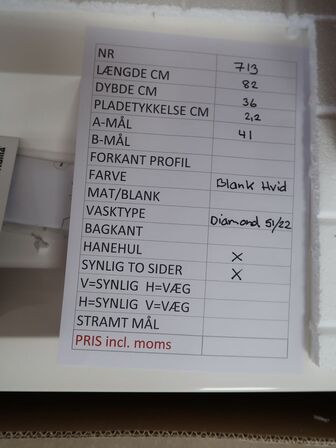 NR 713
LÆNGDE CM 82
DYBDE CM 36
PLADETYKKELSE CM 2,2
A-MÅL 41
B-MÅL
FORKANT PROFIL
FARVE Blank Hvid
MAT/BLANK
VASKTYPE Diamond 51/22
BAGKANT
HANEHUL X
SYNLIG TO SIDER X
V=SYNLIG H=VÆG
H=SYNLIG V=VÆG
STRAMT MÅL
PRIS incl. moms